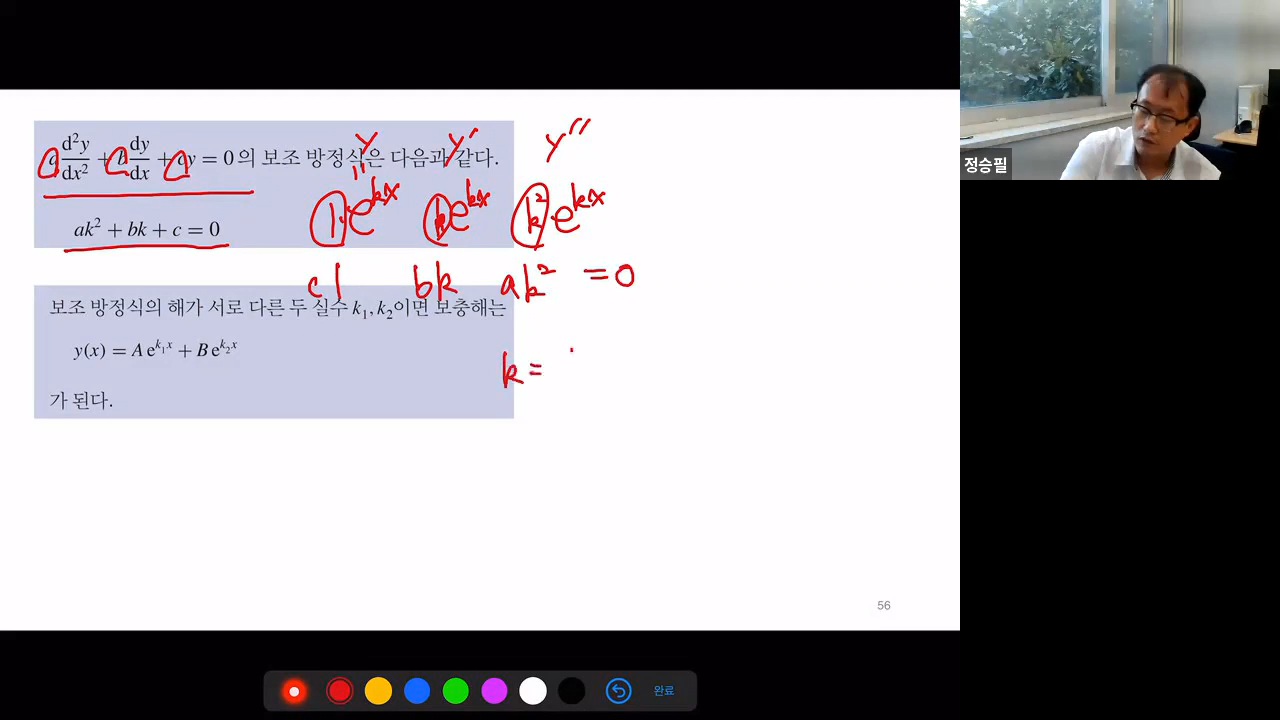 a d²y/dx² + b dy/dx + cy = 0 의 보조 방정식은 다음과 같다.
ak² + bk + c = 0
y y′ y″
"
1·e^kx k e^kx k²·e^kx
c1 bk ak² = 0
보조 방정식의 해가 서로 다른 두 실수 k₁, k₂이면 보충해는
y(x) = A e^k₁x + B e^k₂x
k =
가 된다.
56
완료
정승필